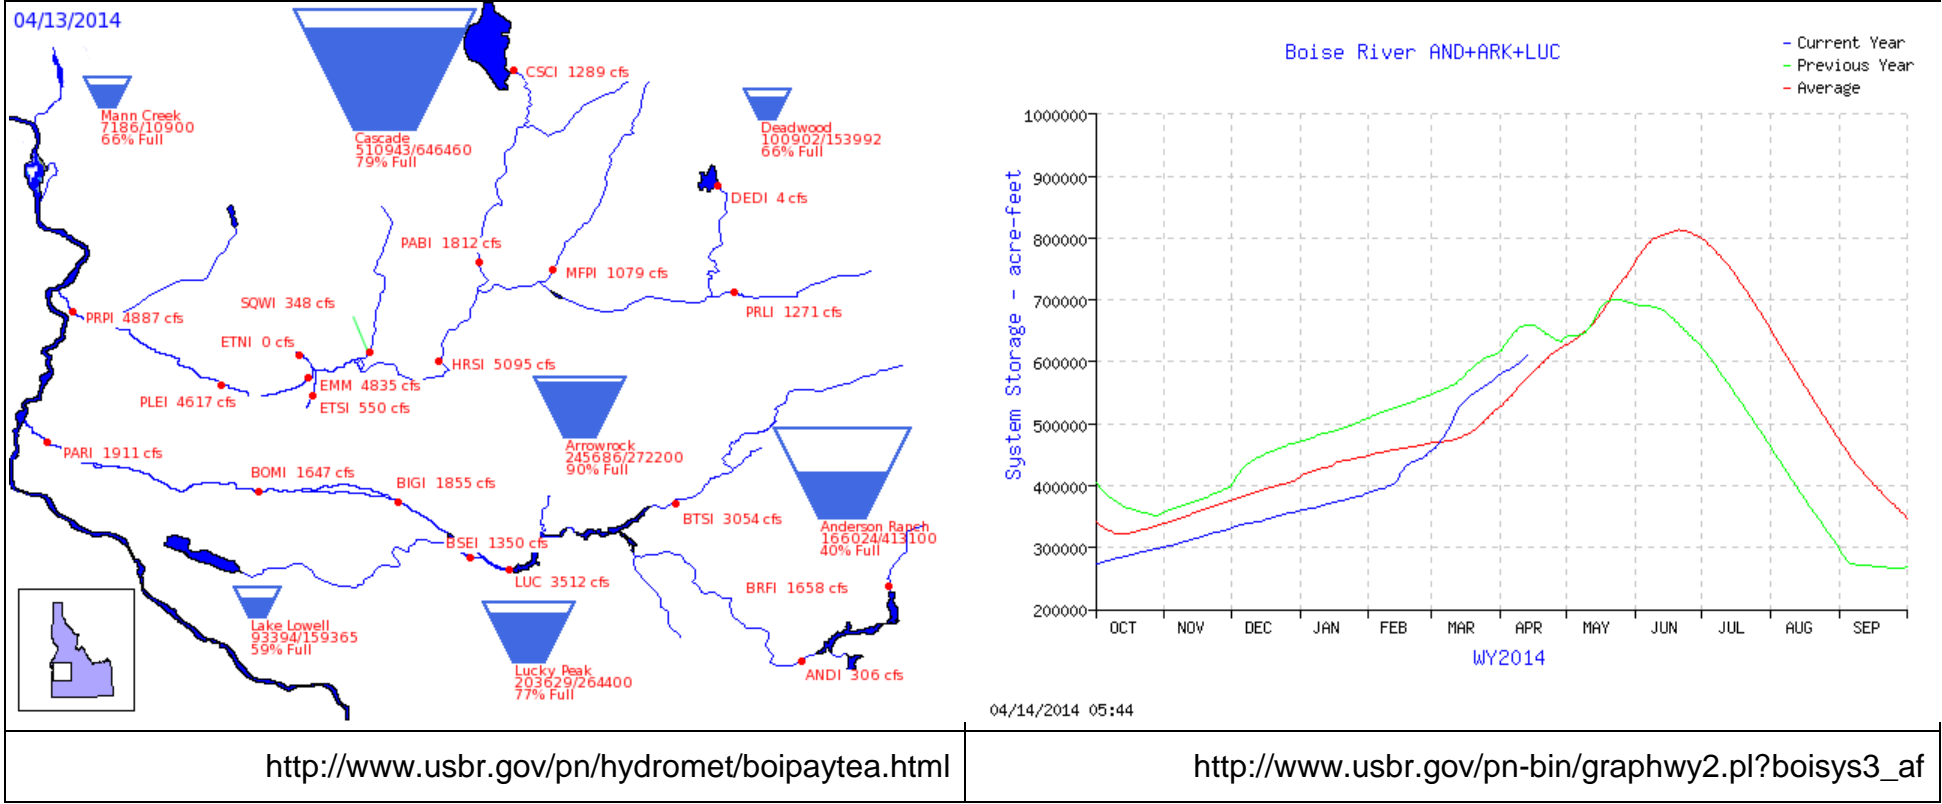 04/13/2014
CSCI 1289 cfs
Mann Creek
7186/10900
66% Full
Cascade
510943/646460
79% Full
Deadwood
100902/153992
66% Full
DEDI 4 cfs
PABI 1812 cfs
MFPI 1079 cfs
SQWI 348 cfs
PRPI 4887 cfs
PRLI 1271 cfs
ETNI 0 cfs
HRSI 5095 cfs
EMM 4835 cfs
PLEI 4617 cfs
ETSI 550 cfs
Arrowrock
245686/272200
90% Full
PARI 1911 cfs
BOMI 1647 cfs
BIGI 1855 cfs
BTSI 3054 cfs
Anderson Ranch
166024/413100
40% Full
BSEI 1350 cfs
LUC 3512 cfs
BRFI 1658 cfs
Lake Lowell
93394/159365
59% Full
Lucky Peak
203629/264400
77% Full
ANDI 306 cfs
Boise River AND+ARK+LUC
Current Year
Previous Year
Average
System Storage - acre-feet
1000000
900000
800000
700000
600000
500000
400000
300000
200000
OCT NOV DEC JAN FEB MAR APR MAY JUN JUL AUG SEP
WY2014
04/14/2014 05:44
http://www.usbr.gov/pn/hydromet/boipaytea.html
http://www.usbr.gov/pn-bin/graphwy2.pl?boisys3_af